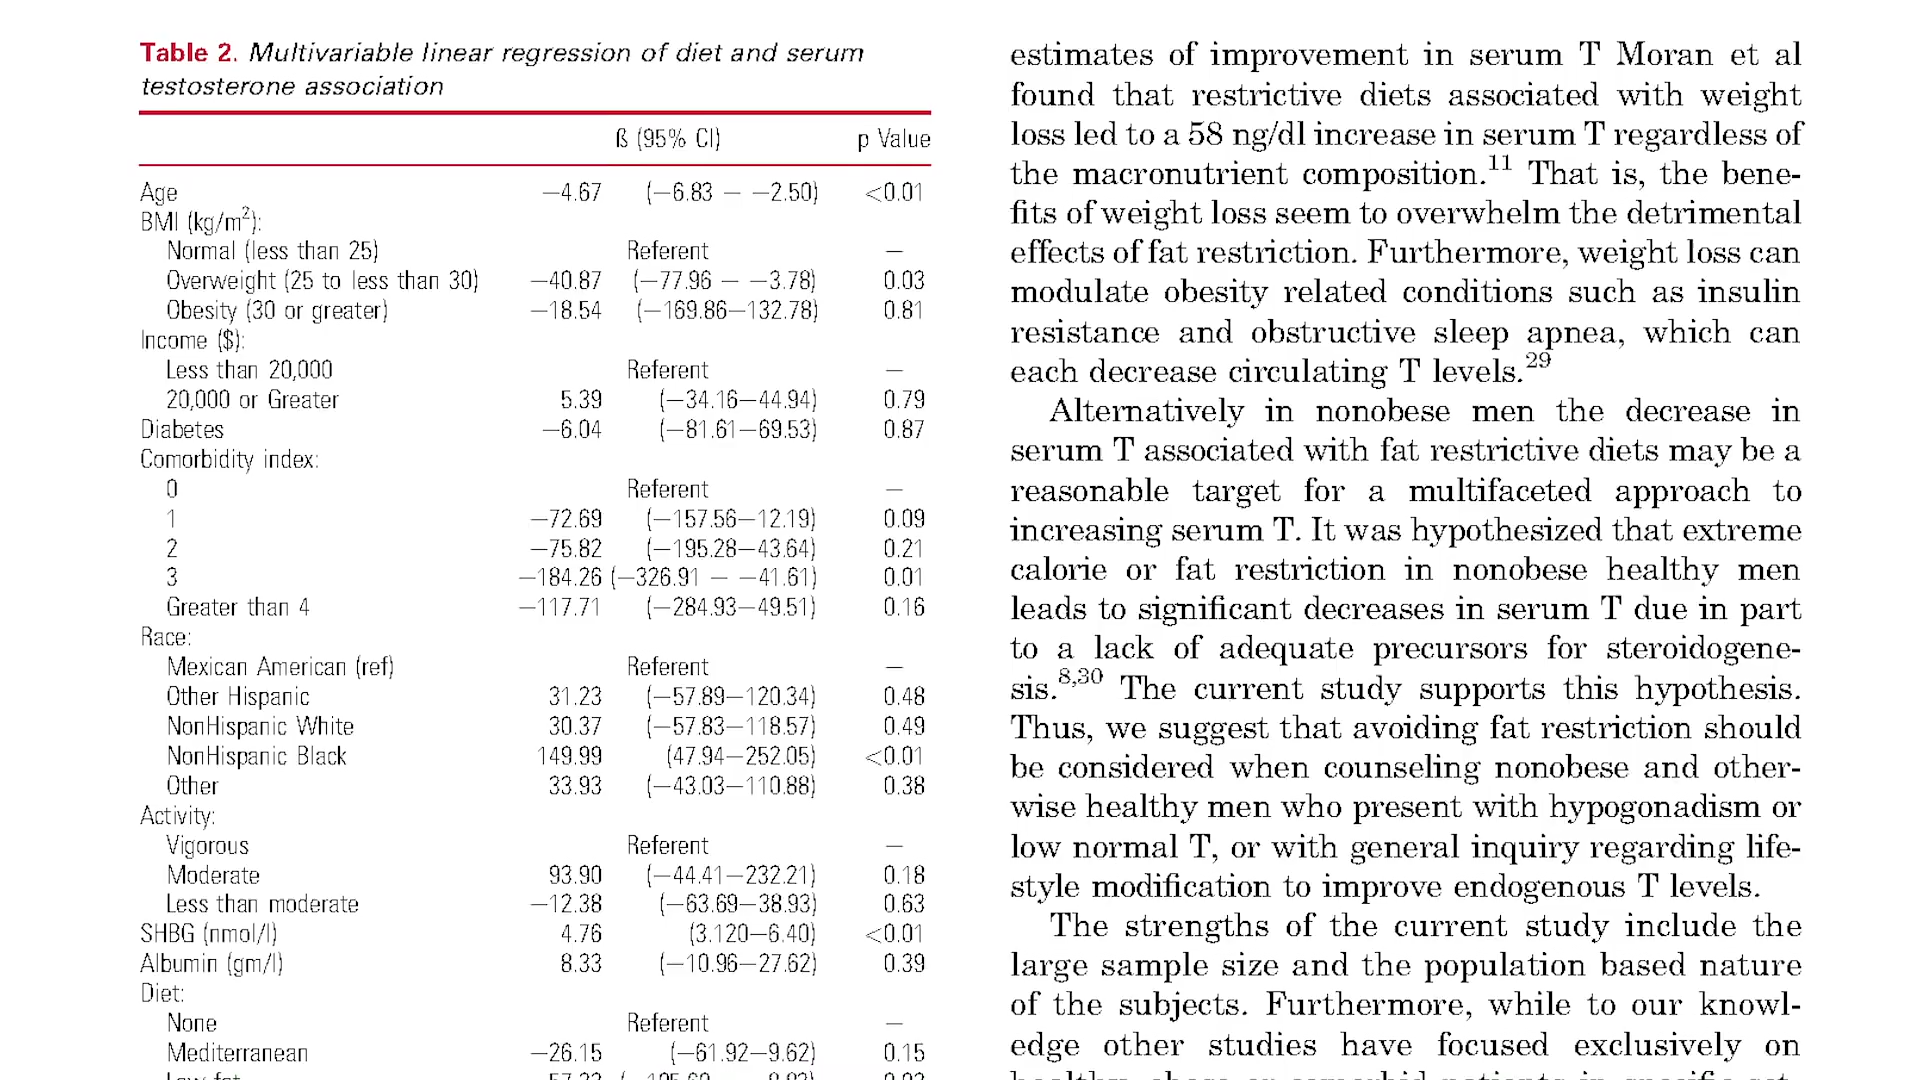 Table 2. Multivariable linear regression of diet and serum
testosterone association
ß (95% CI) p Value
Age −4.67 (−6.83 − −2.50) <0.01
BMI (kg/m²):
Normal (less than 25) Referent —
Overweight (25 to less than 30) −40.87 (−77.96 − −3.78) 0.03
Obesity (30 or greater) −18.54 (−169.86−132.78) 0.81
Income ($):
Less than 20,000 Referent —
20,000 or Greater 5.39 (−34.16−44.94) 0.79
Diabetes −6.04 (−81.61−69.53) 0.87
Comorbidity index:
0 Referent —
1 −72.69 (−157.56−12.19) 0.09
2 −75.82 (−195.28−43.64) 0.21
3 −184.26 (−326.91 − −41.61) 0.01
Greater than 4 −117.71 (−284.93−49.51) 0.16
Race:
Mexican American (ref) Referent —
Other Hispanic 31.23 (−57.89−120.34) 0.48
NonHispanic White 30.37 (−57.83−118.57) 0.49
NonHispanic Black 149.99 (47.94−252.05) <0.01
Other 33.93 (−43.03−110.88) 0.38
Activity:
Vigorous Referent —
Moderate 93.90 (−44.41−232.21) 0.18
Less than moderate −12.38 (−63.69−38.93) 0.63
SHBG (nmol/l) 4.76 (3.120−6.40) <0.01
Albumin (gm/l) 8.33 (−10.96−27.62) 0.39
Diet:
None Referent —
Mediterranean −26.15 (−61.92−9.62) 0.15
estimates of improvement in serum T Moran et al
found that restrictive diets associated with weight
loss led to a 58 ng/dl increase in serum T regardless of
the macronutrient composition.¹¹ That is, the bene-
fits of weight loss seem to overwhelm the detrimental
effects of fat restriction. Furthermore, weight loss can
modulate obesity related conditions such as insulin
resistance and obstructive sleep apnea, which can
each decrease circulating T levels.²⁹
Alternatively in nonobese men the decrease in
serum T associated with fat restrictive diets may be a
reasonable target for a multifaceted approach to
increasing serum T. It was hypothesized that extreme
calorie or fat restriction in nonobese healthy men
leads to significant decreases in serum T due in part
to a lack of adequate precursors for steroidogene-
sis.⁸,³⁰ The current study supports this hypothesis.
Thus, we suggest that avoiding fat restriction should
be considered when counseling nonobese and other-
wise healthy men who present with hypogonadism or
low normal T, or with general inquiry regarding life-
style modification to improve endogenous T levels.
The strengths of the current study include the
large sample size and the population based nature
of the subjects. Furthermore, while to our knowl-
edge other studies have focused exclusively on